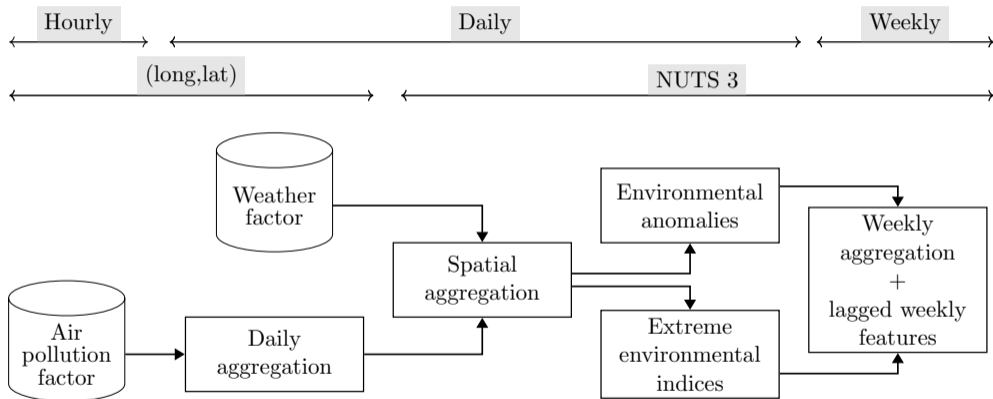 Hourly
Daily
Weekly
(long,lat)
NUTS 3
Weather
factor
Air
pollution
factor
Daily
aggregation
Spatial
aggregation
Environmental
anomalies
Extreme
environmental
indices
Weekly
aggregation
+
lagged weekly
features